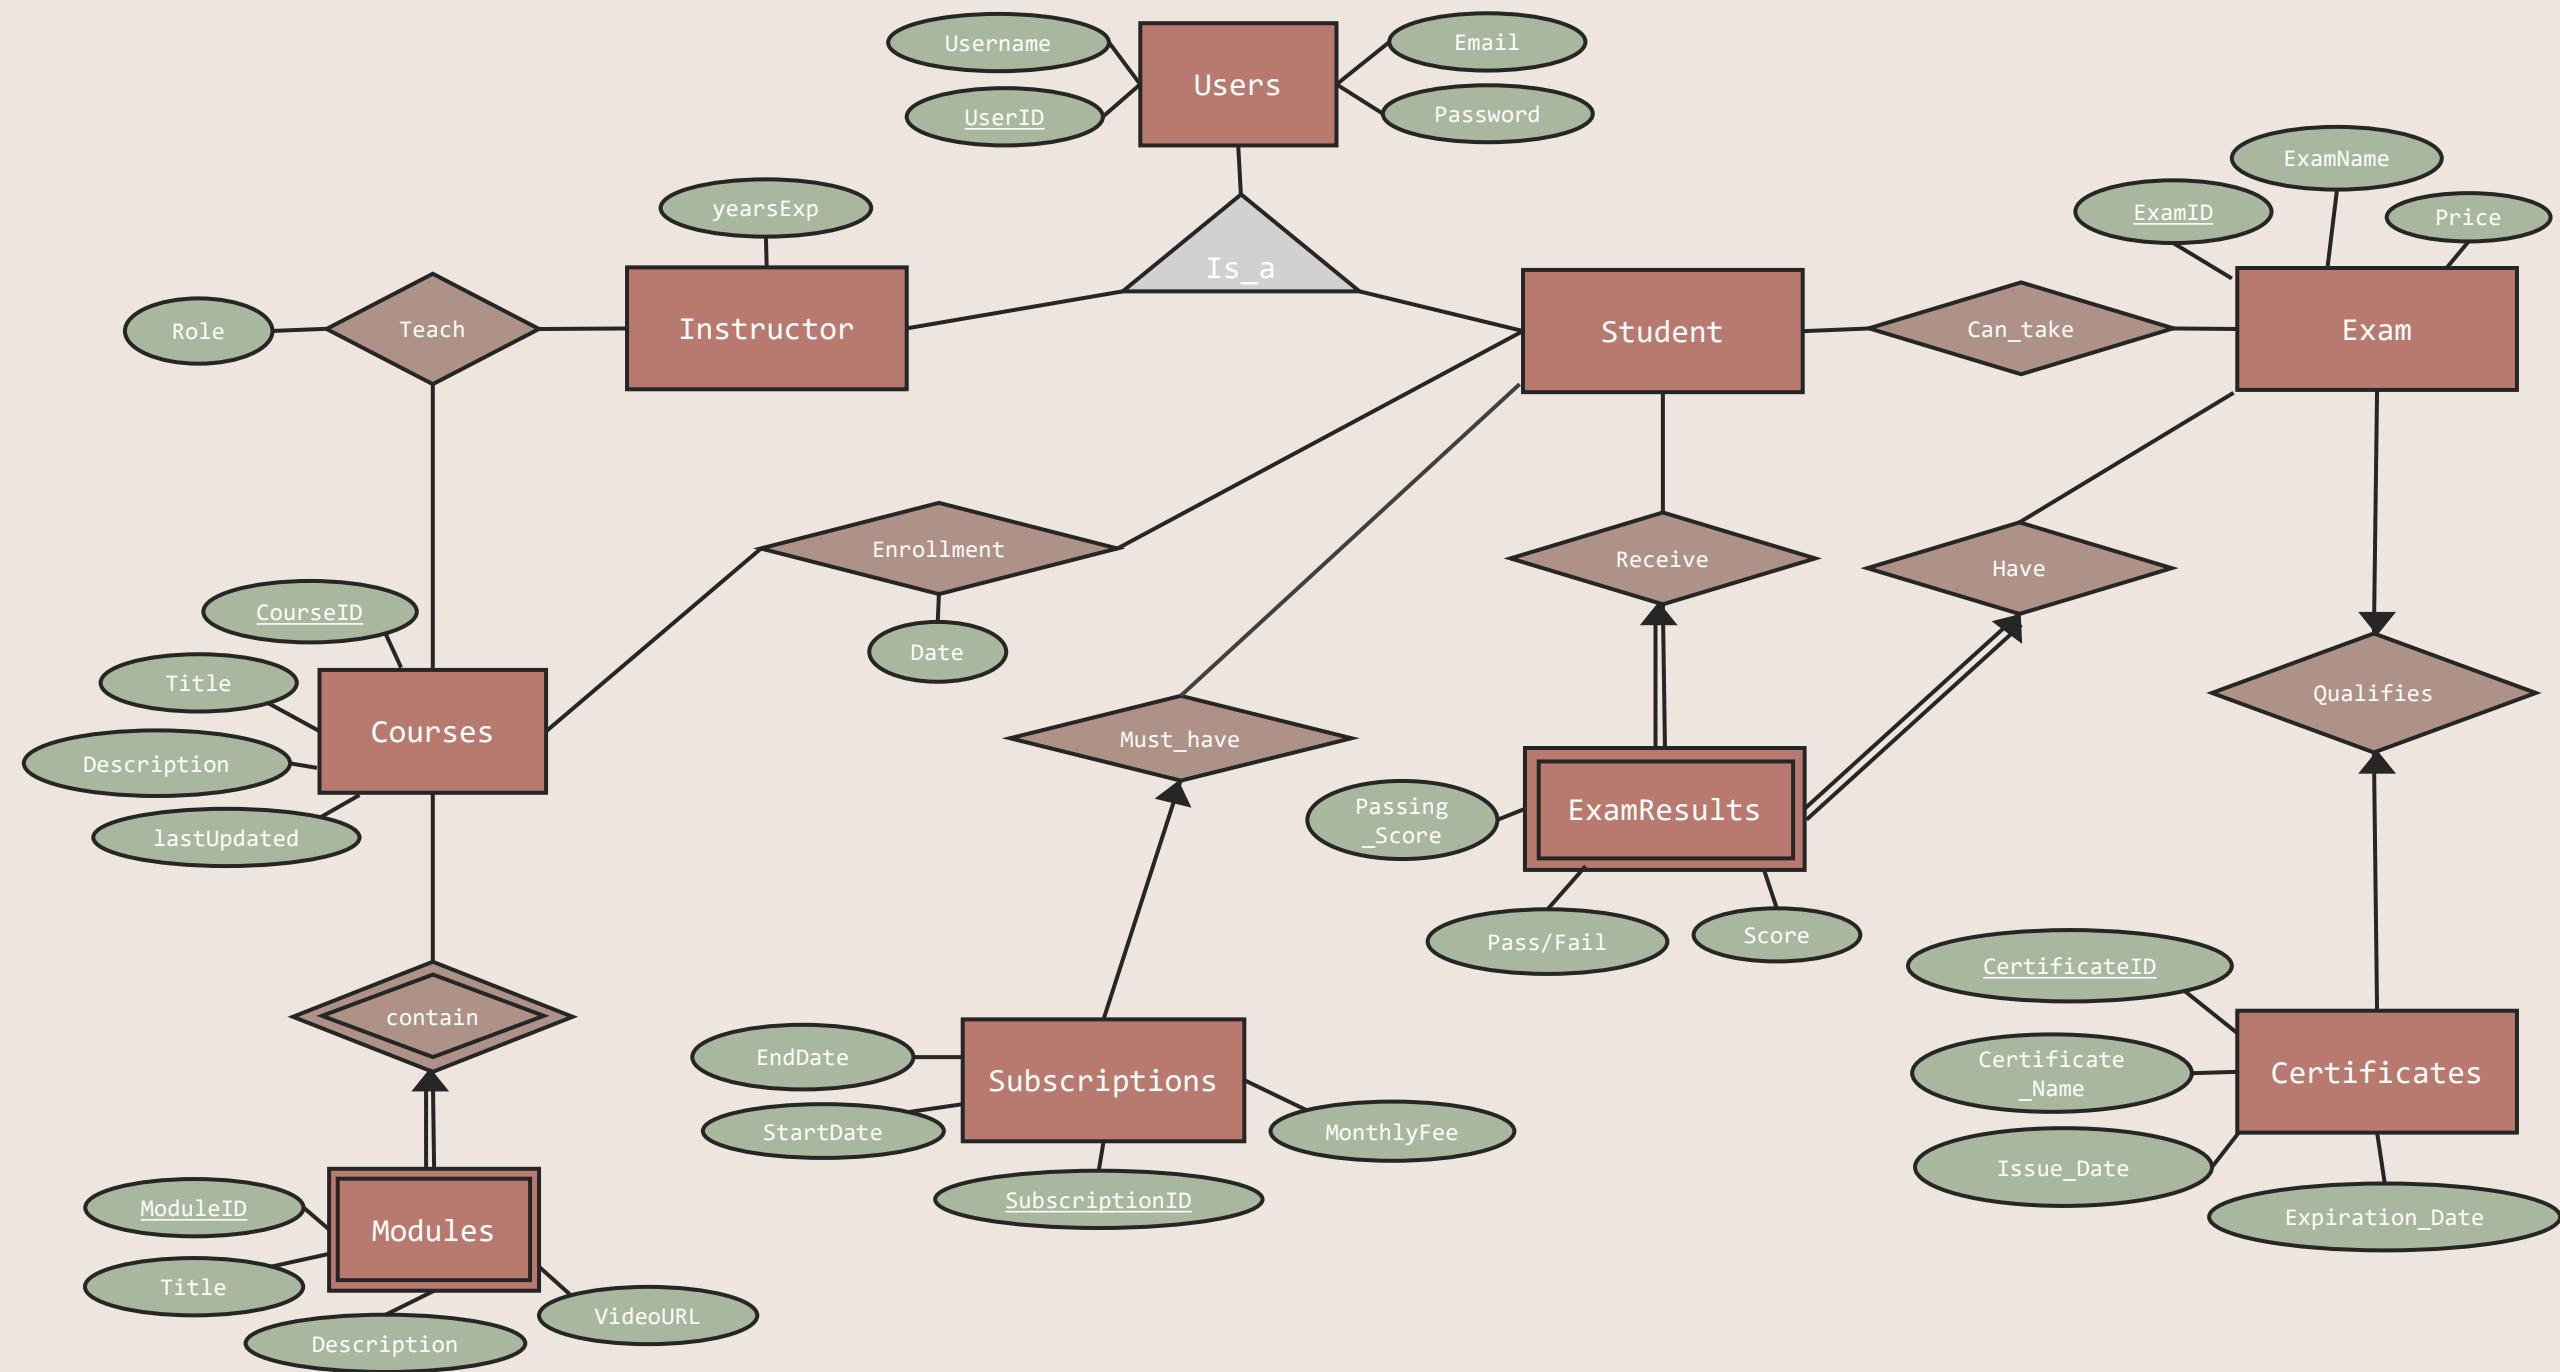 Username
Users
Email
UserID
Password
ExamName
yearsExp
ExamID
Price
Is_a
Role
Teach
Instructor
Student
Can_take
Exam
Enrollment
Receive
Have
CourseID
Date
Title
Qualifies
Courses
Must_have
Description
Passing
_Score
ExamResults
lastUpdated
Pass/Fail
Score
CertificateID
contain
EndDate
Subscriptions
Certificate
_Name
Certificates
StartDate
MonthlyFee
Issue_Date
ModuleID
SubscriptionID
Modules
Expiration_Date
Title
VideoURL
Description